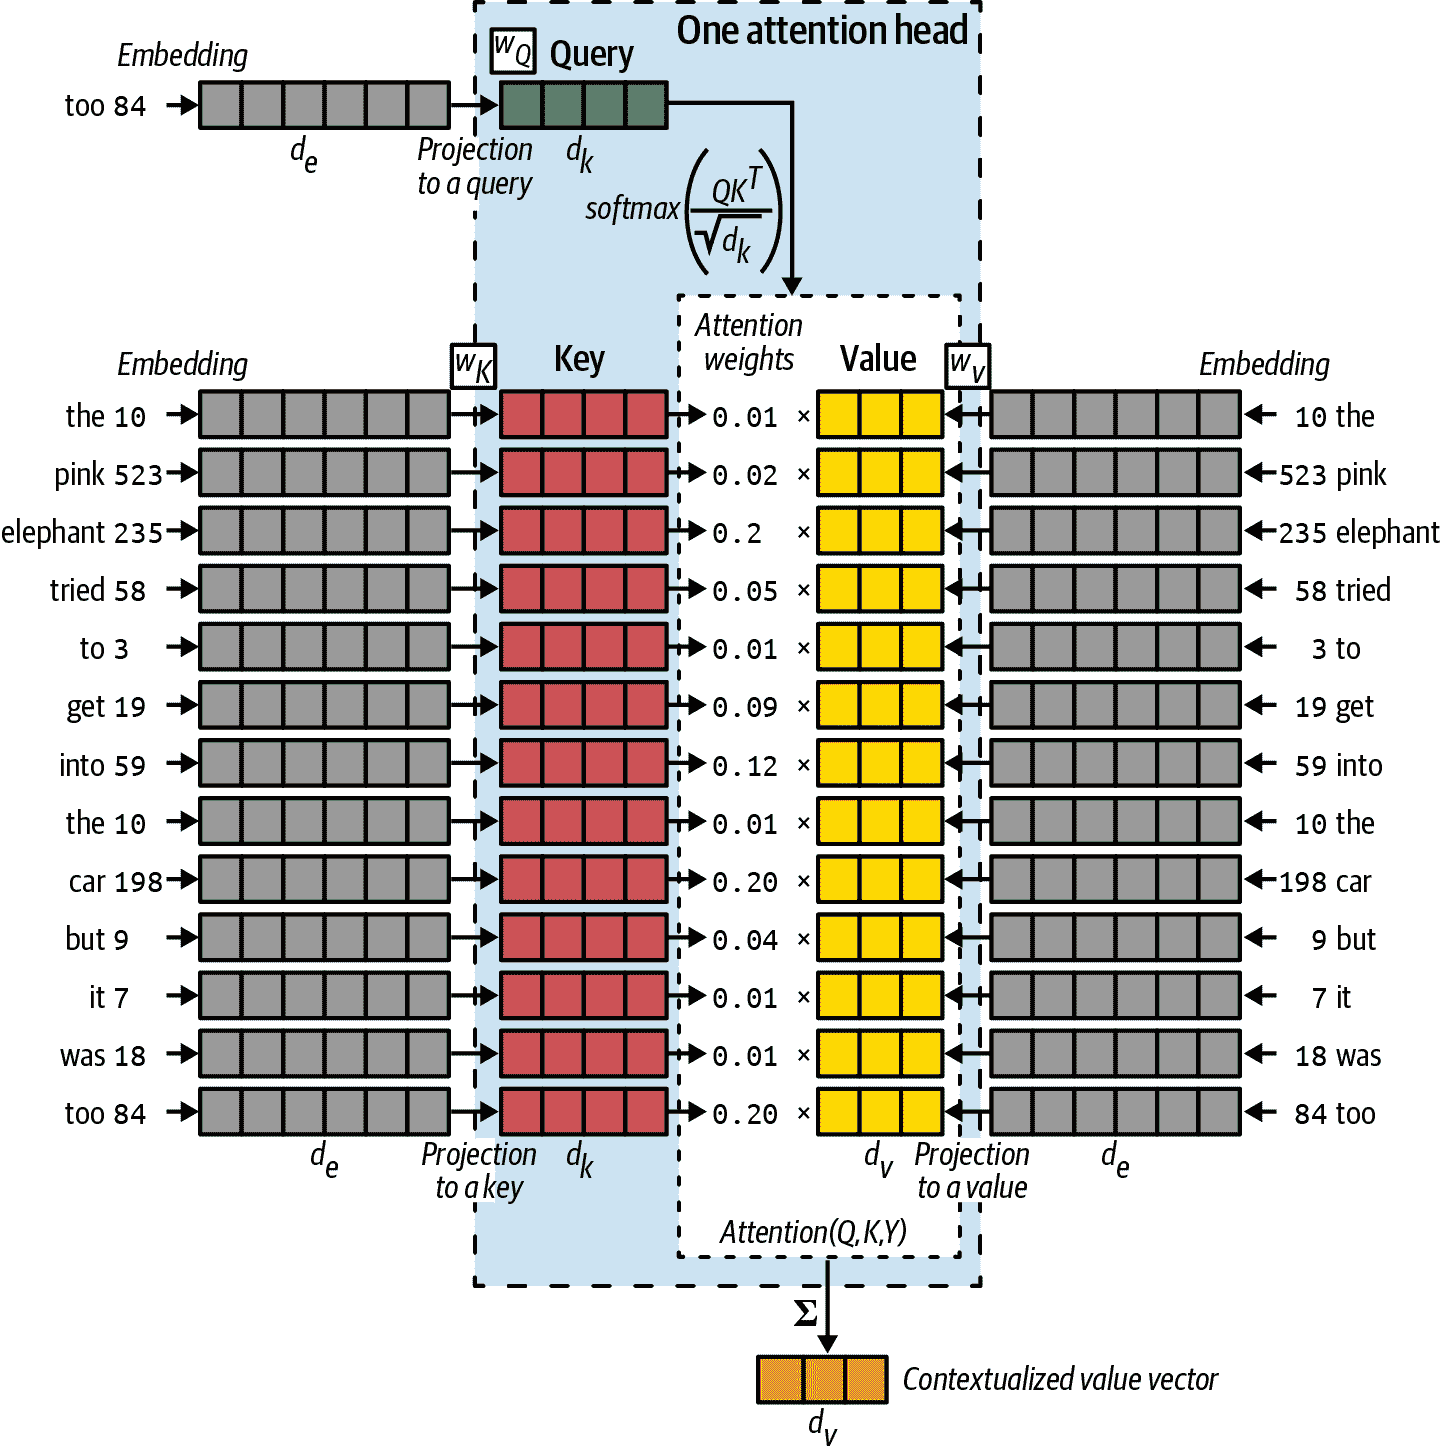 One attention head
Embedding
W_Q Query
too 84
d_e
Projection
to a query
d_k
softmax(QK^T / √d_k)
Embedding
W_K
Key
Attention
weights
Value
W_V
Embedding
the 10 0.01 × 10 the
pink 523 0.02 × 523 pink
elephant 235 0.2 × 235 elephant
tried 58 0.05 × 58 tried
to 3 0.01 × 3 to
get 19 0.09 × 19 get
into 59 0.12 × 59 into
the 10 0.01 × 10 the
car 198 0.20 × 198 car
but 9 0.04 × 9 but
it 7 0.01 × 7 it
was 18 0.01 × 18 was
too 84 0.20 × 84 too
d_e
Projection
to a key
d_k
d_v
Projection
to a value
d_e
Attention(Q,K,Y)
Σ
Contextualized value vector
d_v